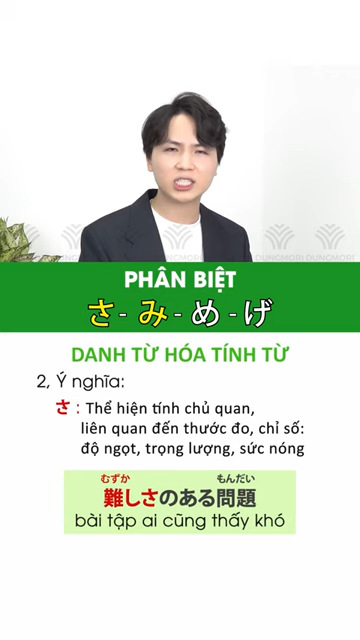 DUNGMORI DUNGMORI
PHÂN BIỆT
さ - み - め - げ
DANH TỪ HÓA TÍNH TỪ
2, Ý nghĩa:
さ : Thể hiện tính chủ quan,
liên quan đến thước đo, chỉ số:
độ ngọt, trọng lượng, sức nóng
むずか もんだい
難しさのある問題
bài tập ai cũng thấy khó